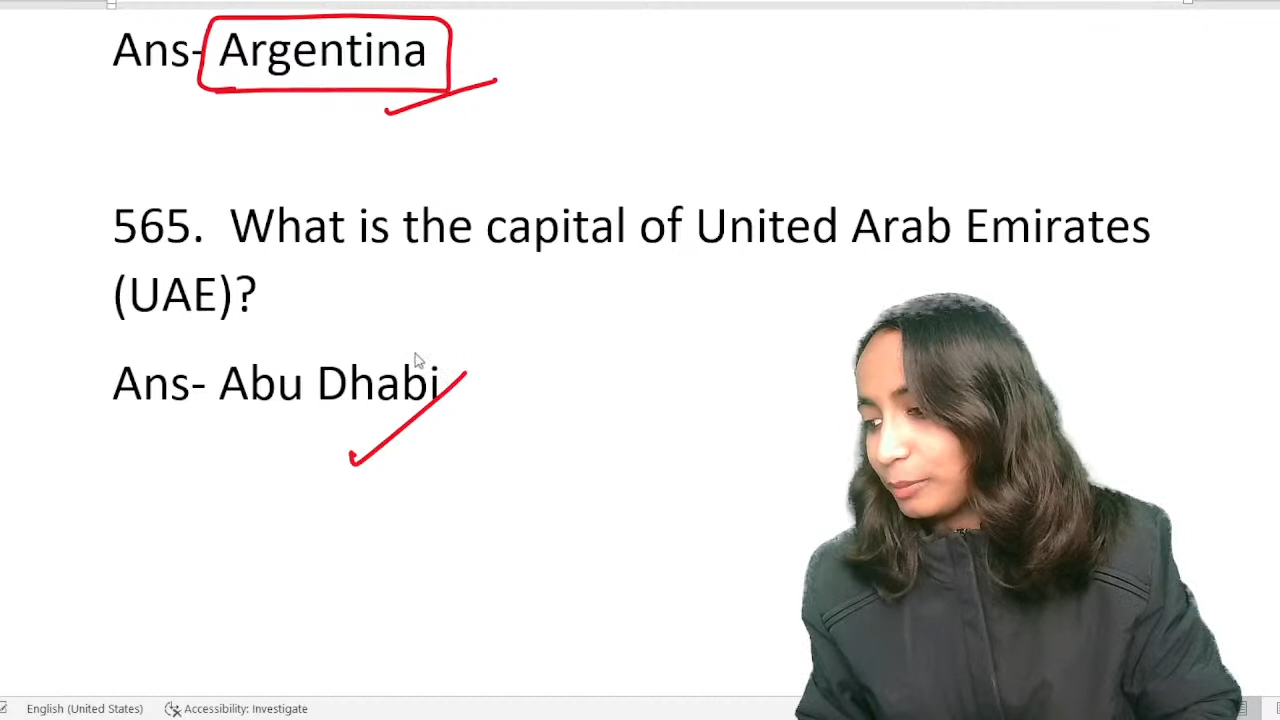 Ans- Argentina
565. What is the capital of United Arab Emirates
(UAE)?
Ans- Abu Dhabi
English (United States) Accessibility: Investigate